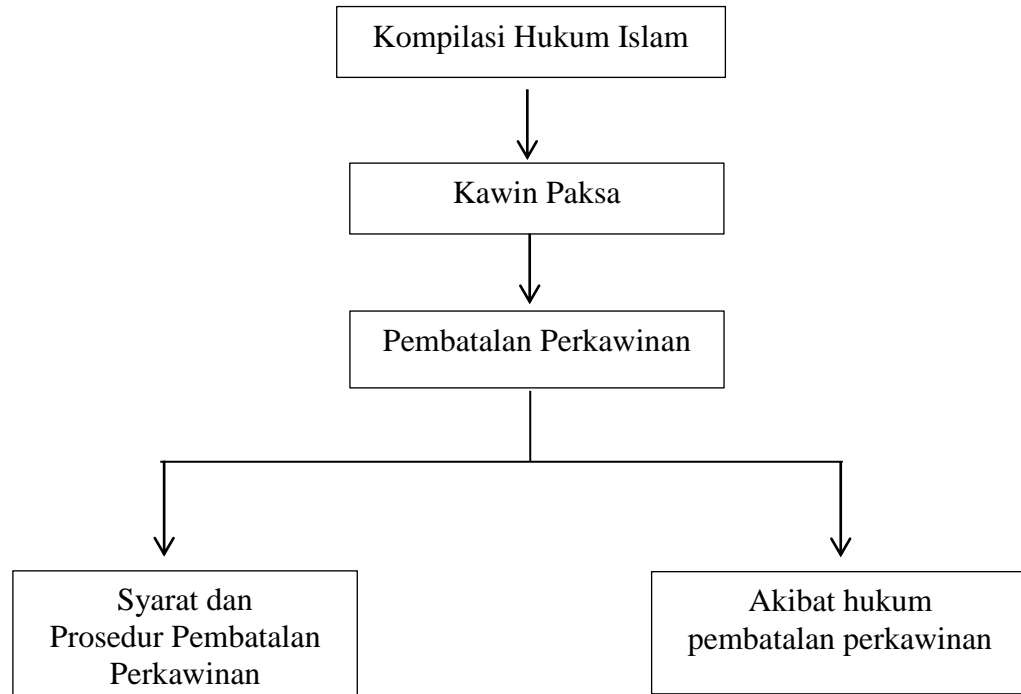 Kompilasi Hukum Islam
Kawin Paksa
Pembatalan Perkawinan
Syarat dan
Prosedur Pembatalan
Perkawinan
Akibat hukum
pembatalan perkawinan